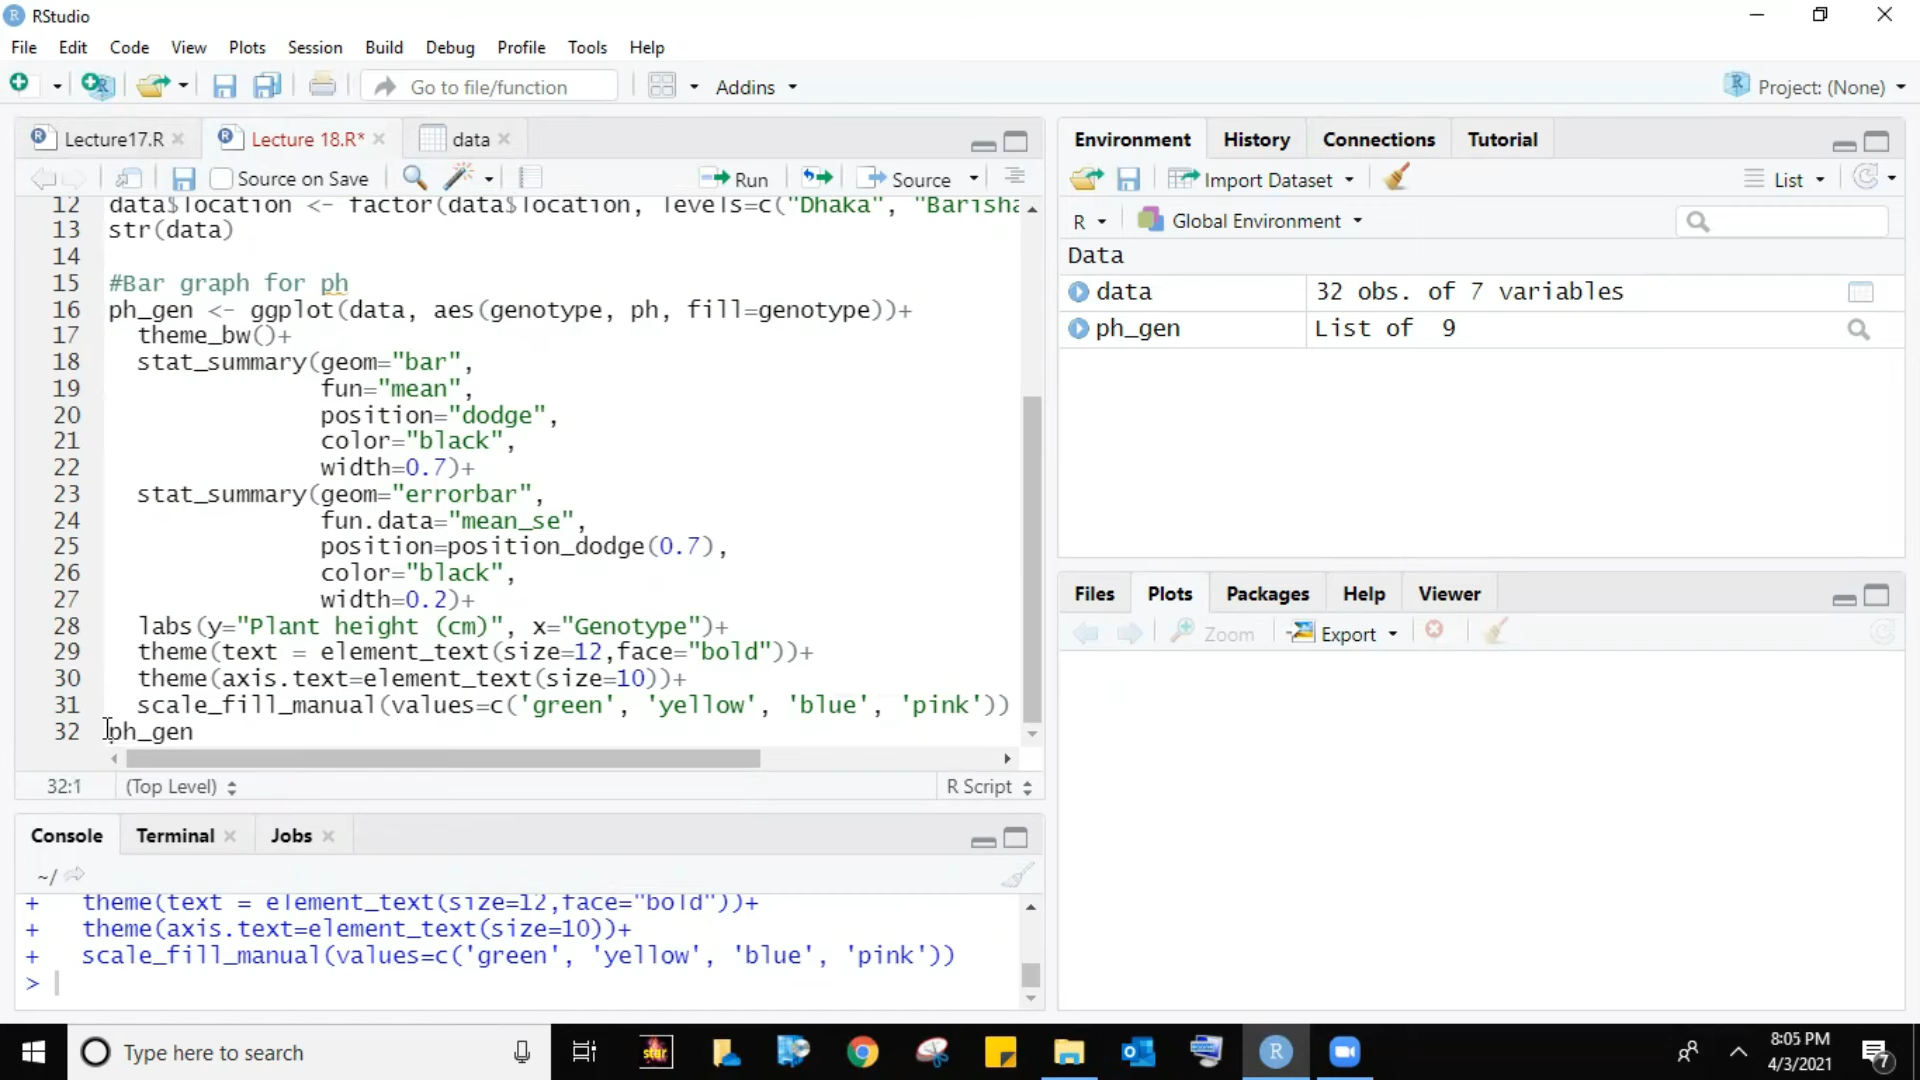 RStudio
File Edit Code View Plots Session Build Debug Profile Tools Help
Go to file/function Addins Project: (None)
Lecture17.R Lecture 18.R* data
Source on Save Run Source
12 data$location <- factor(data$location, levels=c("Dhaka", "Barisha
13 str(data)
14
15 #Bar graph for ph
16 ph_gen <- ggplot(data, aes(genotype, ph, fill=genotype))+
17 theme_bw()+
18 stat_summary(geom="bar",
19 fun="mean",
20 position="dodge",
21 color="black",
22 width=0.7)+
23 stat_summary(geom="errorbar",
24 fun.data="mean_se",
25 position=position_dodge(0.7),
26 color="black",
27 width=0.2)+
28 labs(y="Plant height (cm)", x="Genotype")+
29 theme(text = element_text(size=12,face="bold"))+
30 theme(axis.text=element_text(size=10))+
31 scale_fill_manual(values=c('green', 'yellow', 'blue', 'pink'))
32 ph_gen
32:1 (Top Level) R Script
Console Terminal Jobs
~/
+ theme(text = element_text(size=12,face="bold"))+
+ theme(axis.text=element_text(size=10))+
+ scale_fill_manual(values=c('green', 'yellow', 'blue', 'pink'))
>
Environment History Connections Tutorial
Import Dataset List
R Global Environment
Data
data 32 obs. of 7 variables
ph_gen List of 9
Files Plots Packages Help Viewer
Zoom Export
Type here to search
star
R
8:05 PM
4/3/2021
7